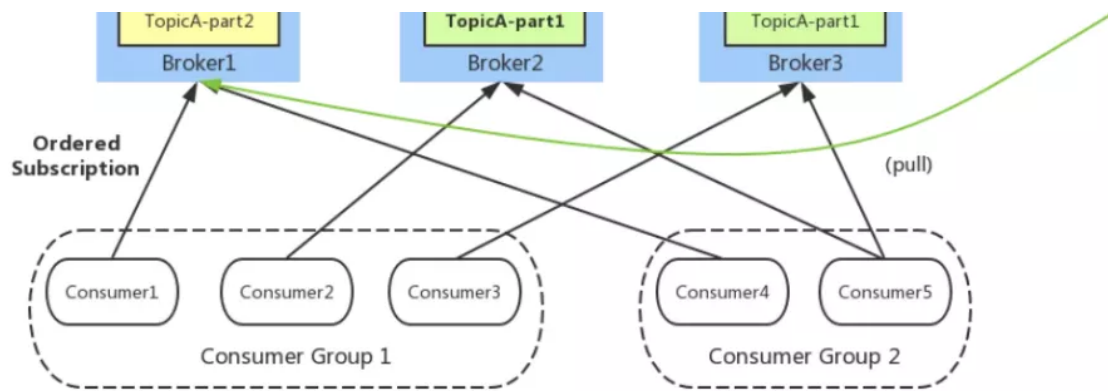 TopicA-part2
TopicA-part1
TopicA-part1
Broker1
Broker2
Broker3
Ordered
Subscription
(pull)
Consumer1
Consumer2
Consumer3
Consumer4
Consumer5
Consumer Group 1
Consumer Group 2